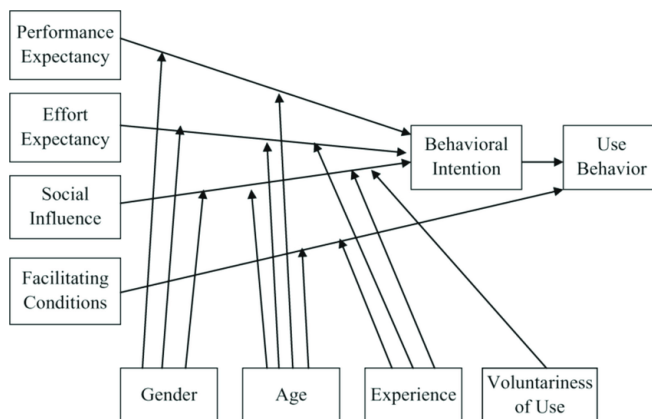 Performance
Expectancy
Effort
Expectancy
Behavioral
Intention
Use
Behavior
Social
Influence
Facilitating
Conditions
Gender
Age
Experience
Voluntariness
of Use